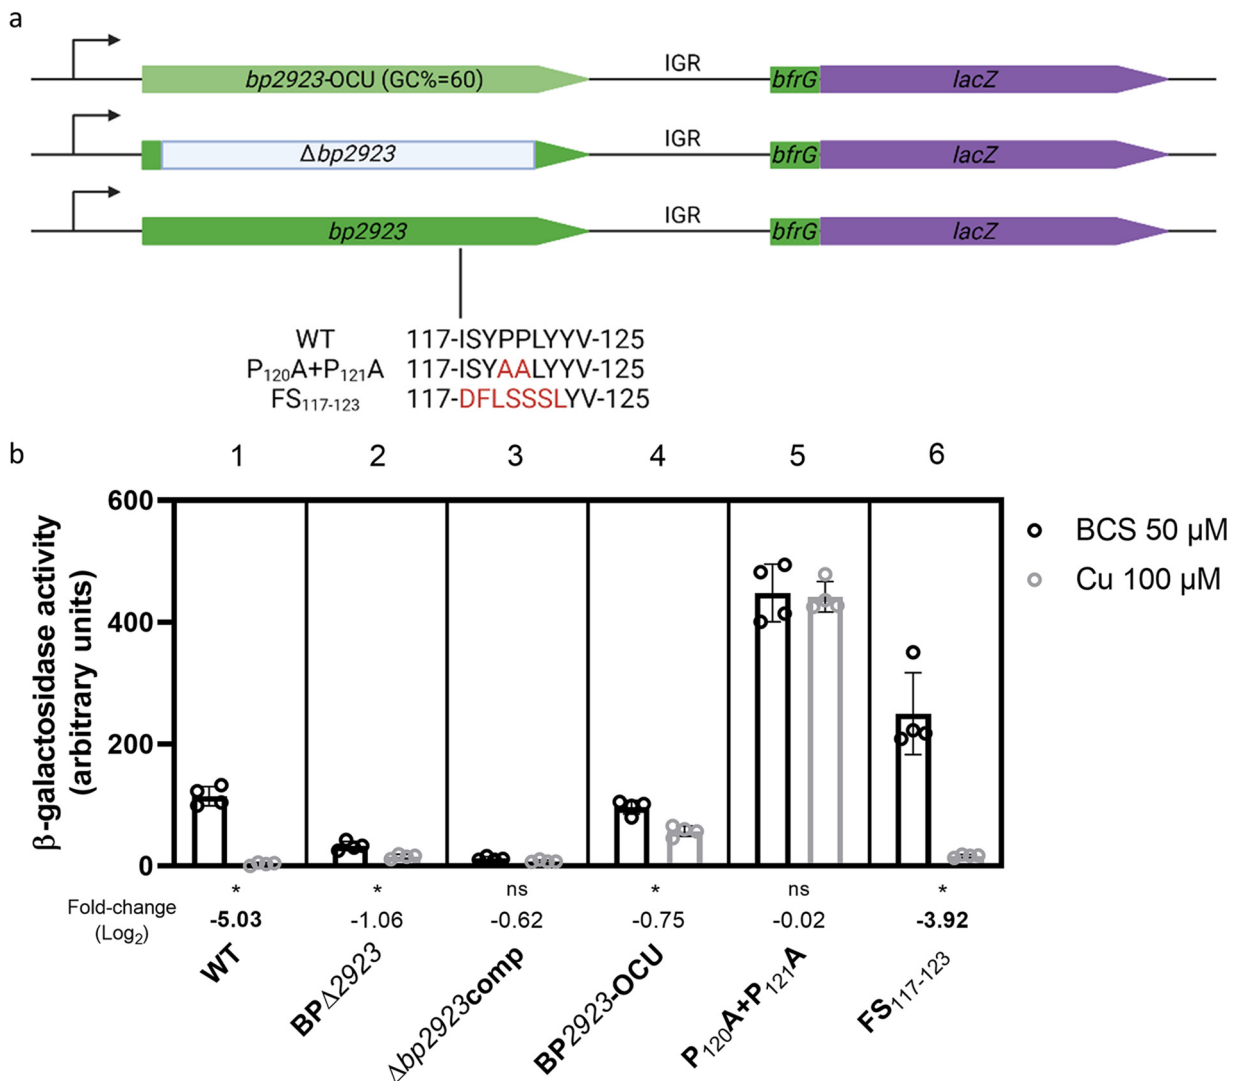 a
IGR
bp2923-OCU (GC%=60)
bfrG
lacZ
IGR
Δbp2923
bfrG
lacZ
IGR
bp2923
bfrG
lacZ
WT 117-ISYPPLYYV-125
P120A+P121A 117-ISYAALYYV-125
FS117-123 117-DFLSSSLYV-125
b
1 2 3 4 5 6
β-galactosidase activity
(arbitrary units)
600
400
200
0
BCS 50 µM
Cu 100 µM
* * ns * ns *
Fold-change
(Log2)
-5.03 -1.06 -0.62 -0.75 -0.02 -3.92
WT
BPΔ2923
Δbp2923comp
BP2923-OCU
P120A+P121A
FS117-123